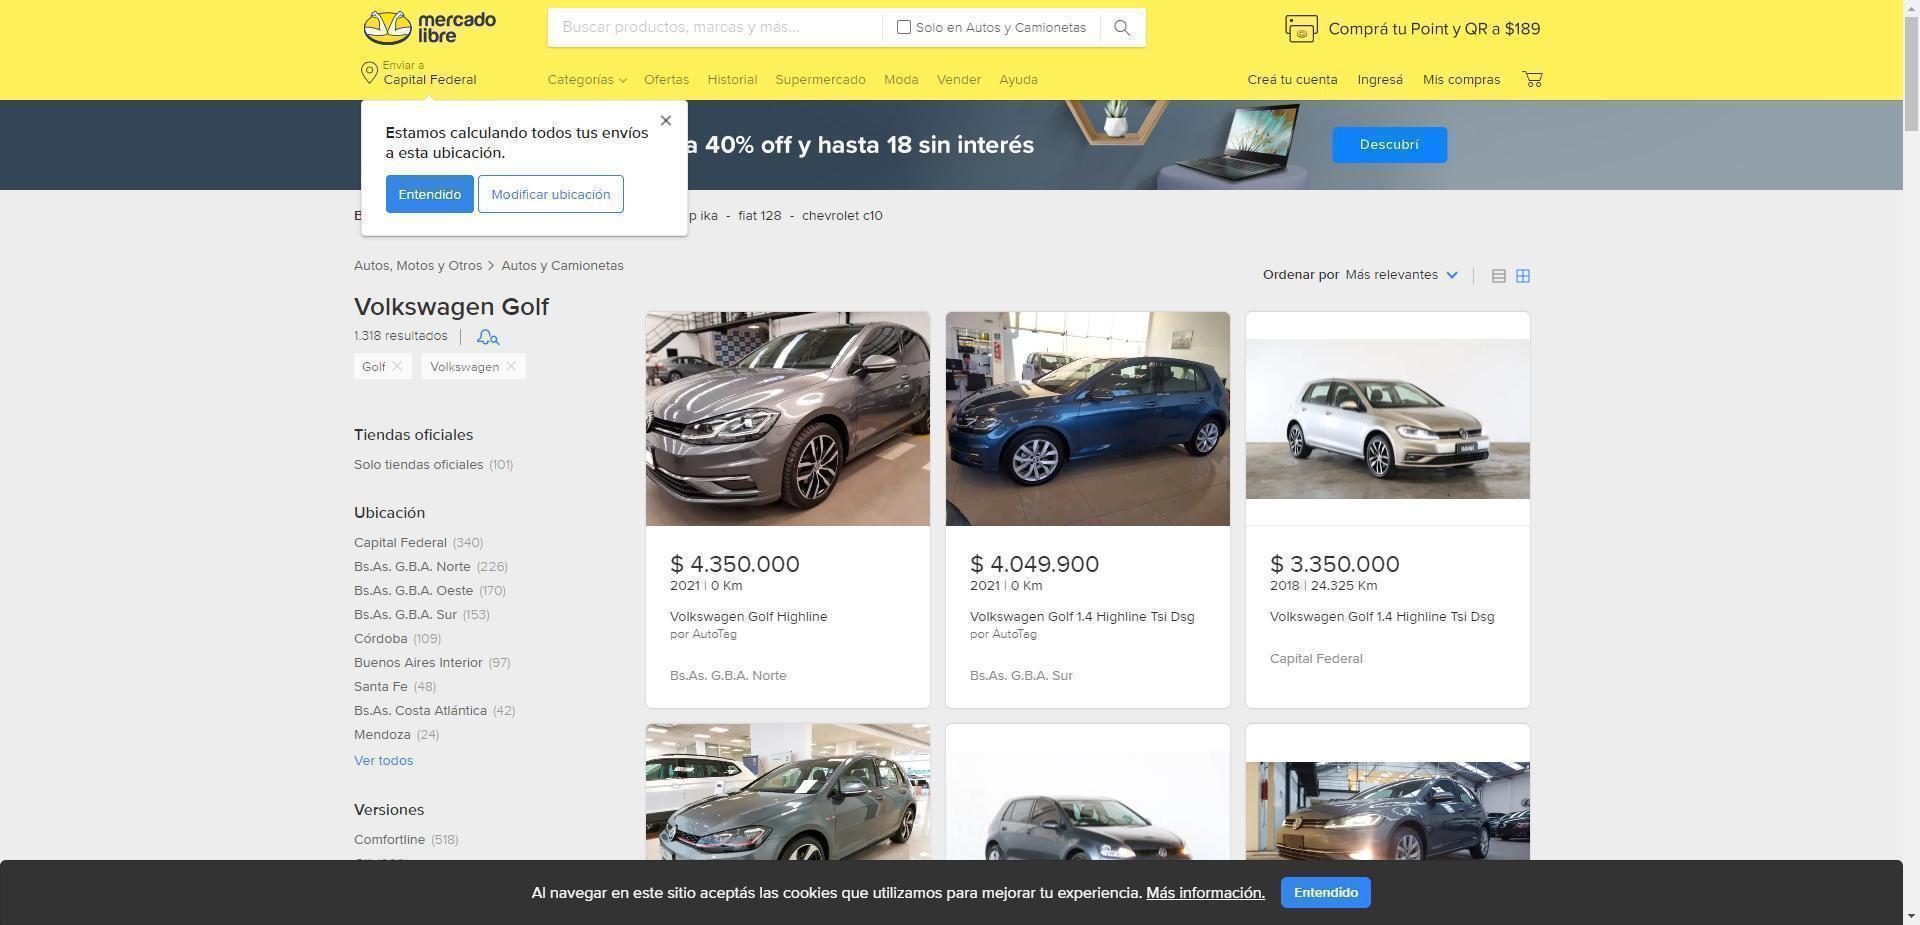 mercado
libre
Buscar productos, marcas y más...
Solo en Autos y Camionetas
Comprá tu Point y QR a $189
Enviar a
Capital Federal
Categorías
Ofertas
Historial
Supermercado
Moda
Vender
Ayuda
Creá tu cuenta
Ingresá
Mis compras
Estamos calculando todos tus envíos
a esta ubicación.
Entendido
Modificar ubicación
a 40% off y hasta 18 sin interés
Descubrí
p ika - fiat 128 - chevrolet c10
Autos, Motos y Otros > Autos y Camionetas
Ordenar por Más relevantes
Volkswagen Golf
1.318 resultados
Golf
Volkswagen
Tiendas oficiales
Solo tiendas oficiales (101)
Ubicación
Capital Federal (340)
Bs.As. G.B.A. Norte (226)
Bs.As. G.B.A. Oeste (170)
Bs.As. G.B.A. Sur (153)
Córdoba (109)
Buenos Aires Interior (97)
Santa Fe (48)
Bs.As. Costa Atlántica (42)
Mendoza (24)
Ver todos
Versiones
Comfortline (518)
$ 4.350.000
2021 | 0 Km
Volkswagen Golf Highline
por AutoTag
Bs.As. G.B.A. Norte
$ 4.049.900
2021 | 0 Km
Volkswagen Golf 1.4 Highline Tsi Dsg
por AutoTag
Bs.As. G.B.A. Sur
$ 3.350.000
2018 | 24.325 Km
Volkswagen Golf 1.4 Highline Tsi Dsg
Capital Federal
Al navegar en este sitio aceptás las cookies que utilizamos para mejorar tu experiencia. Más información.
Entendido